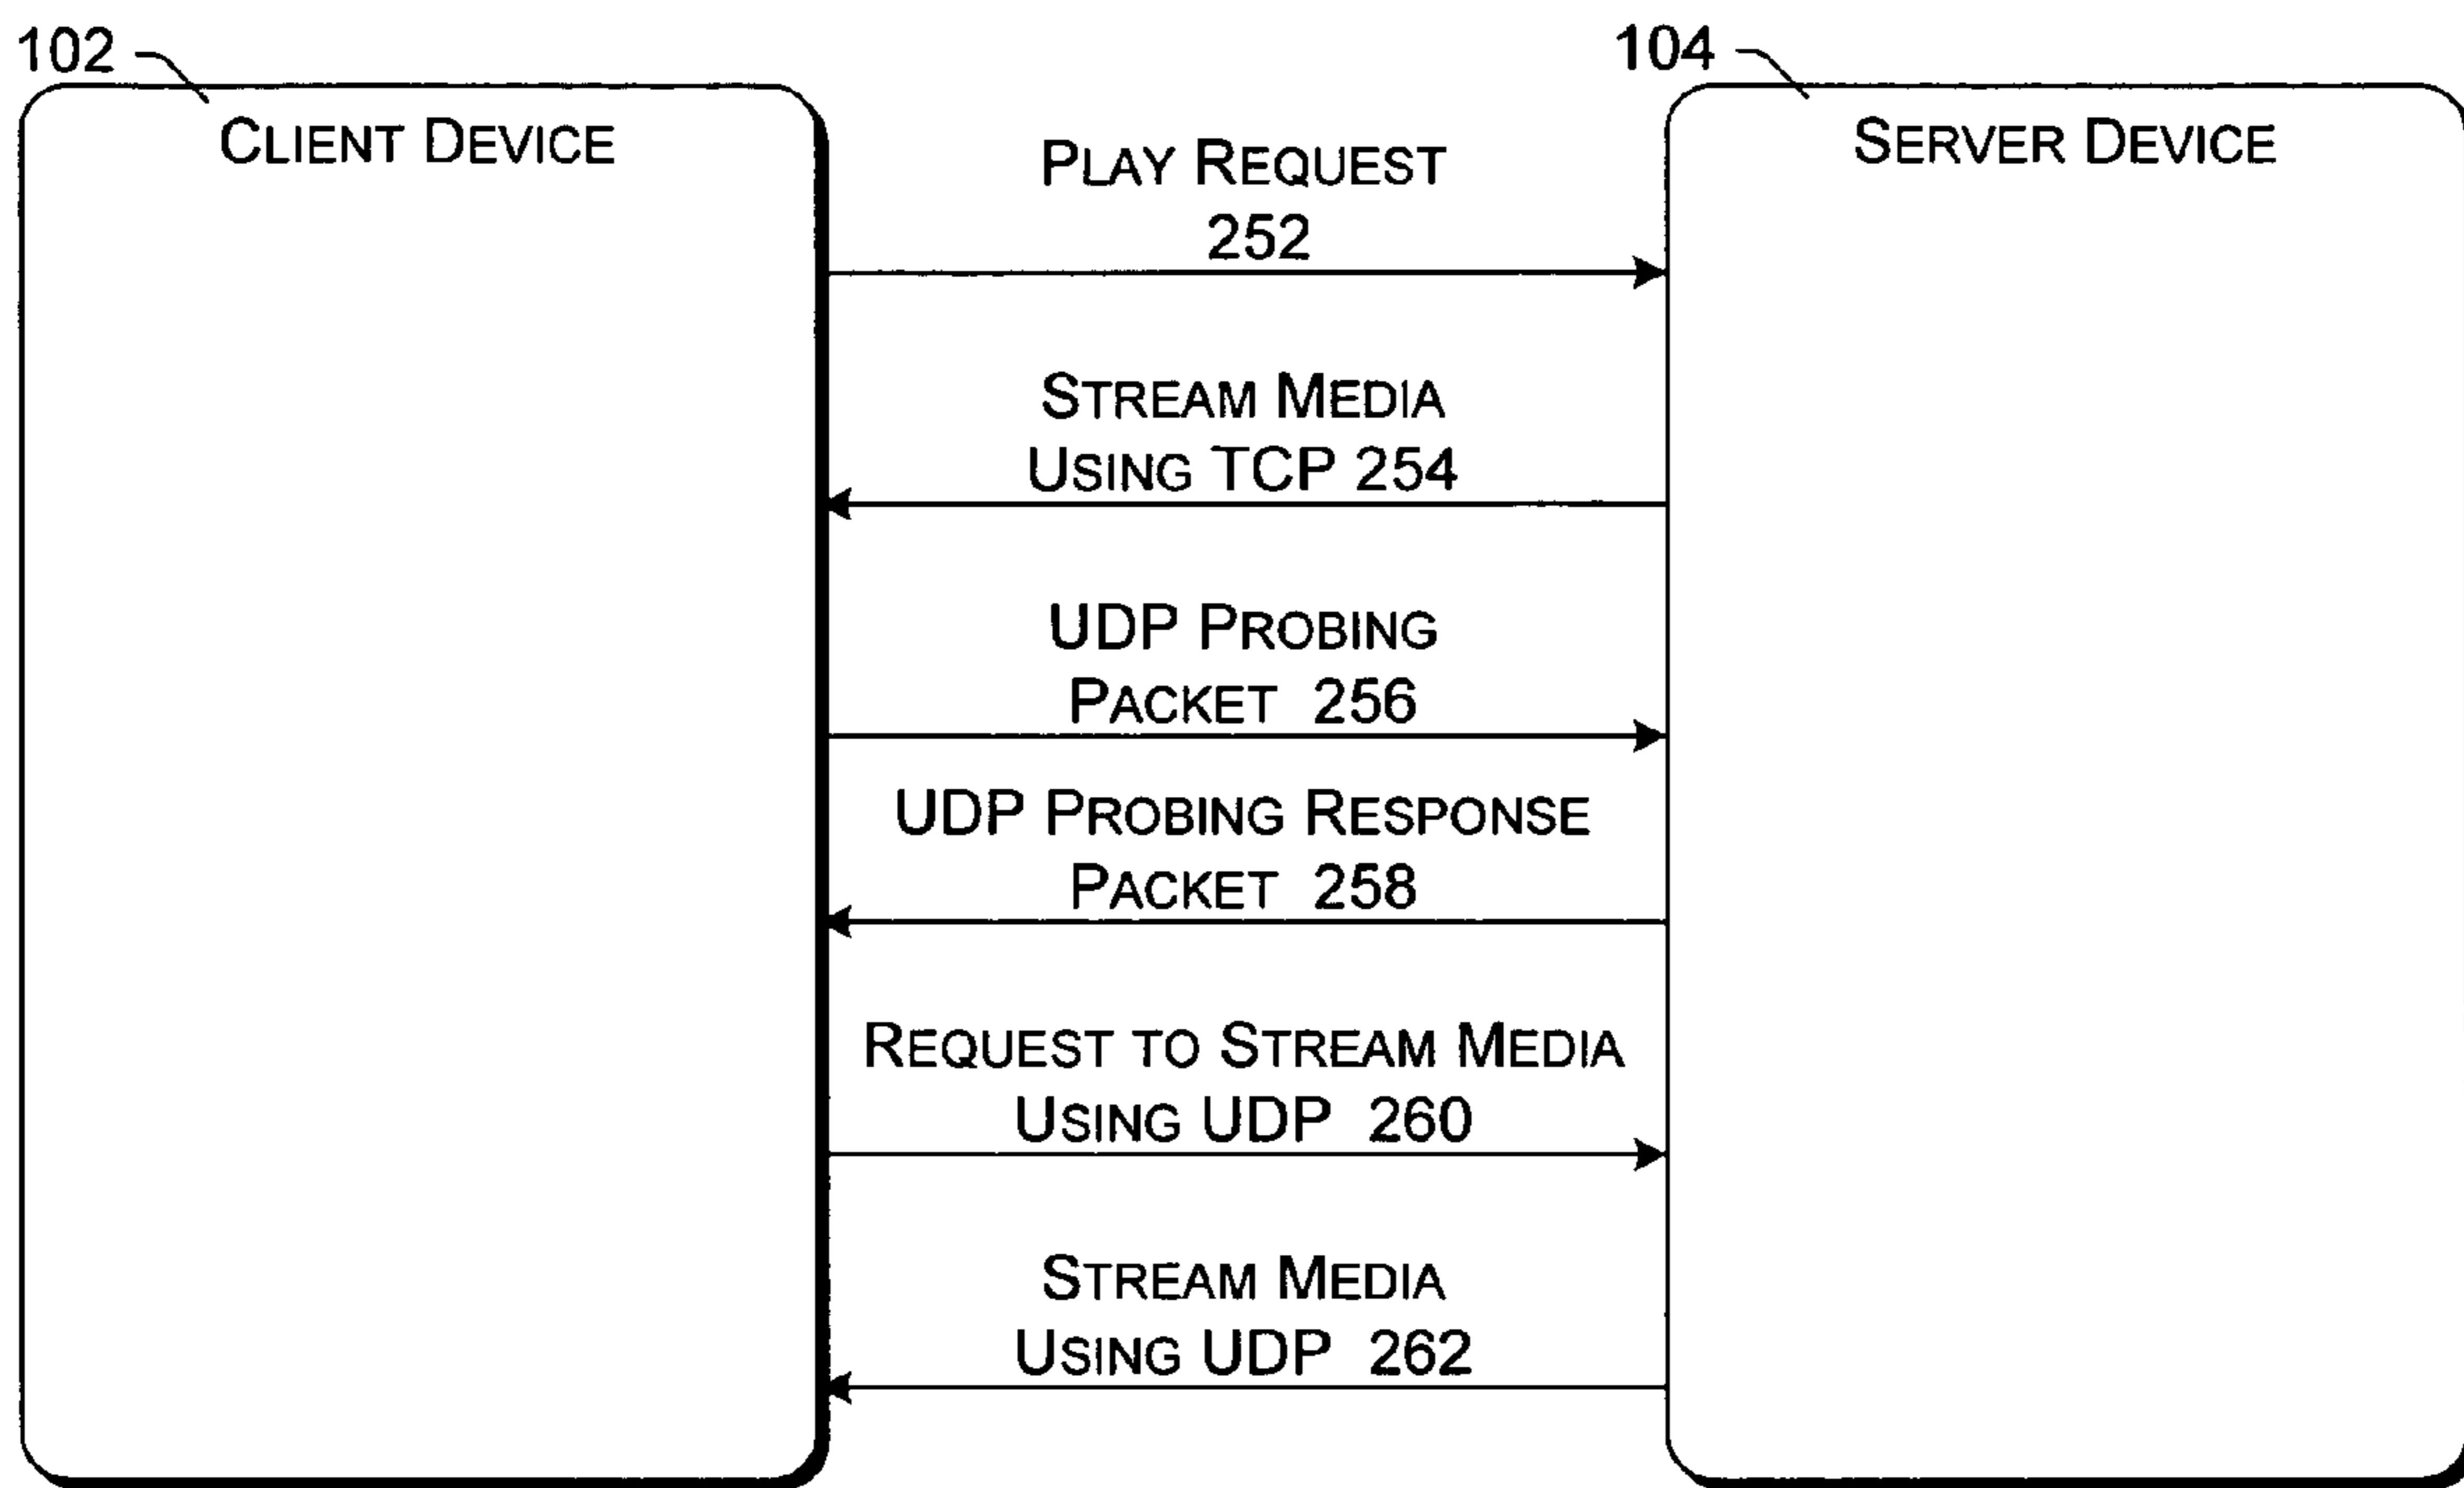 102
104
CLIENT DEVICE
SERVER DEVICE
PLAY REQUEST
252
STREAM MEDIA
USING TCP 254
UDP PROBING
PACKET 256
UDP PROBING RESPONSE
PACKET 258
REQUEST TO STREAM MEDIA
USING UDP 260
STREAM MEDIA
USING UDP 262